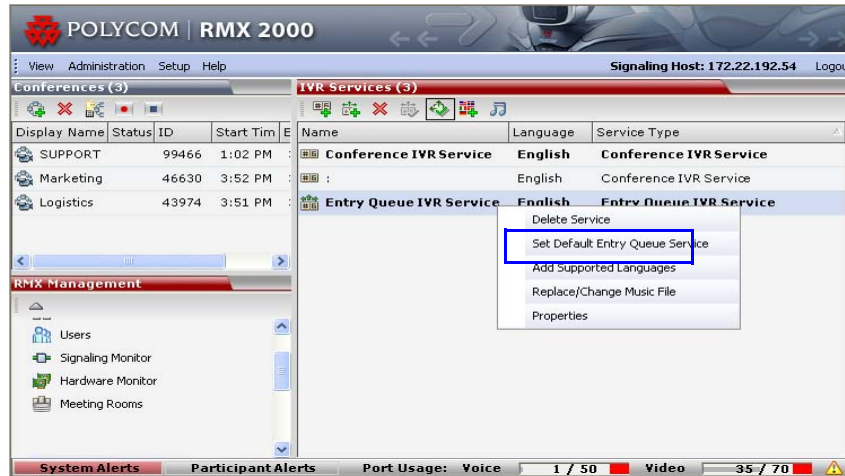 POLYCOM | RMX 2000
View Administration Setup Help Signaling Host: 172.22.192.54 Logou
Conferences (3)
Display Name Status ID Start Tim E
SUPPORT 99466 1:02 PM
Marketing 46630 3:52 PM
Logistics 43974 3:51 PM
IVR Services (3)
Name Language Service Type
Conference IVR Service English Conference IVR Service
: English Conference IVR Service
Entry Queue IVR Service English Entry Queue IVR Service
Delete Service
Set Default Entry Queue Service
Add Supported Languages
Replace/Change Music File
Properties
RMX Management
Users
Signaling Monitor
Hardware Monitor
Meeting Rooms
System Alerts Participant Alerts Port Usage: Voice 1 / 50 Video 35 / 70